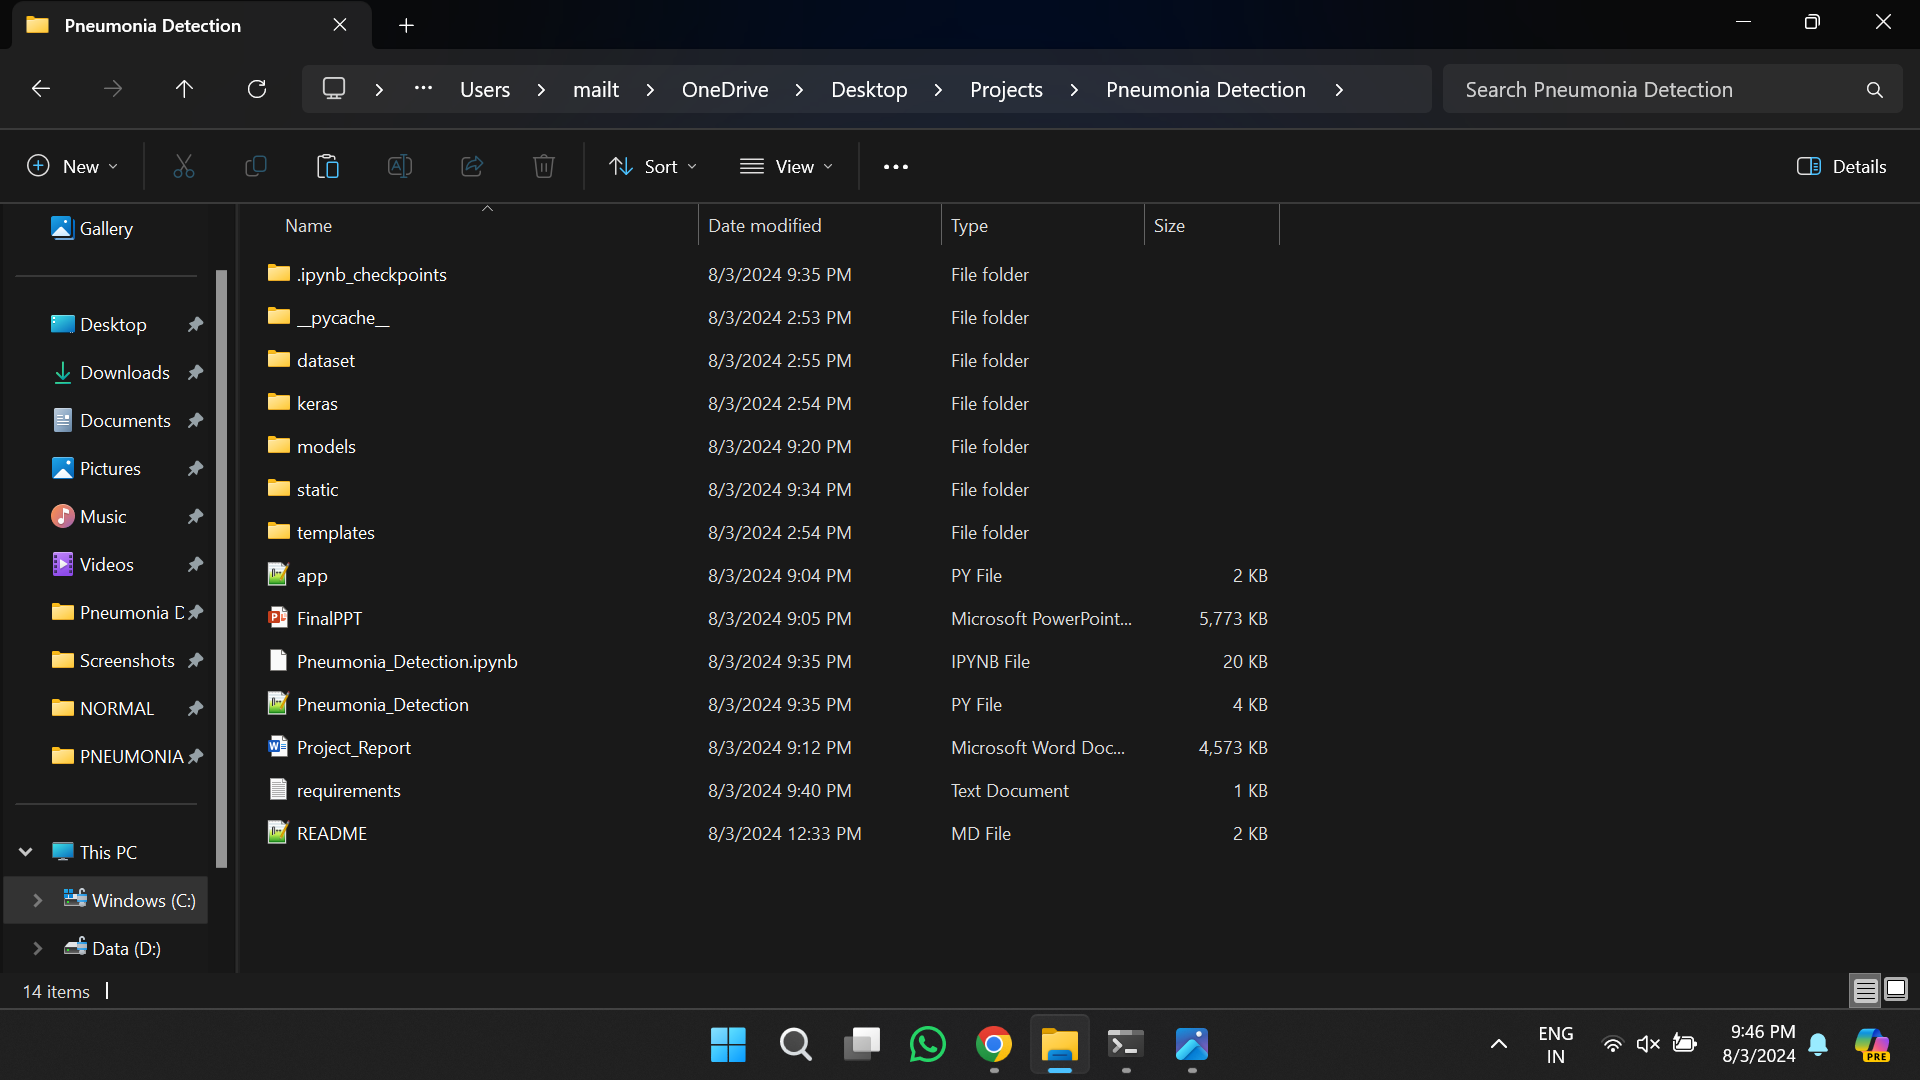 Pneumonia Detection
Users > mailt > OneDrive > Desktop > Projects > Pneumonia Detection >
Search Pneumonia Detection
New
Sort
View
Details
Gallery
Desktop
Downloads
Documents
Pictures
Music
Videos
Pneumonia D
Screenshots
NORMAL
PNEUMONIA
This PC
Windows (C:)
Data (D:)
Name Date modified Type Size
.ipynb_checkpoints 8/3/2024 9:35 PM File folder
__pycache__ 8/3/2024 2:53 PM File folder
dataset 8/3/2024 2:55 PM File folder
keras 8/3/2024 2:54 PM File folder
models 8/3/2024 9:20 PM File folder
static 8/3/2024 9:34 PM File folder
templates 8/3/2024 2:54 PM File folder
app 8/3/2024 9:04 PM PY File 2 KB
FinalPPT 8/3/2024 9:05 PM Microsoft PowerPoint... 5,773 KB
Pneumonia_Detection.ipynb 8/3/2024 9:35 PM IPYNB File 20 KB
Pneumonia_Detection 8/3/2024 9:35 PM PY File 4 KB
Project_Report 8/3/2024 9:12 PM Microsoft Word Doc... 4,573 KB
requirements 8/3/2024 9:40 PM Text Document 1 KB
README 8/3/2024 12:33 PM MD File 2 KB
14 items
ENG
IN
9:46 PM
8/3/2024
PRE